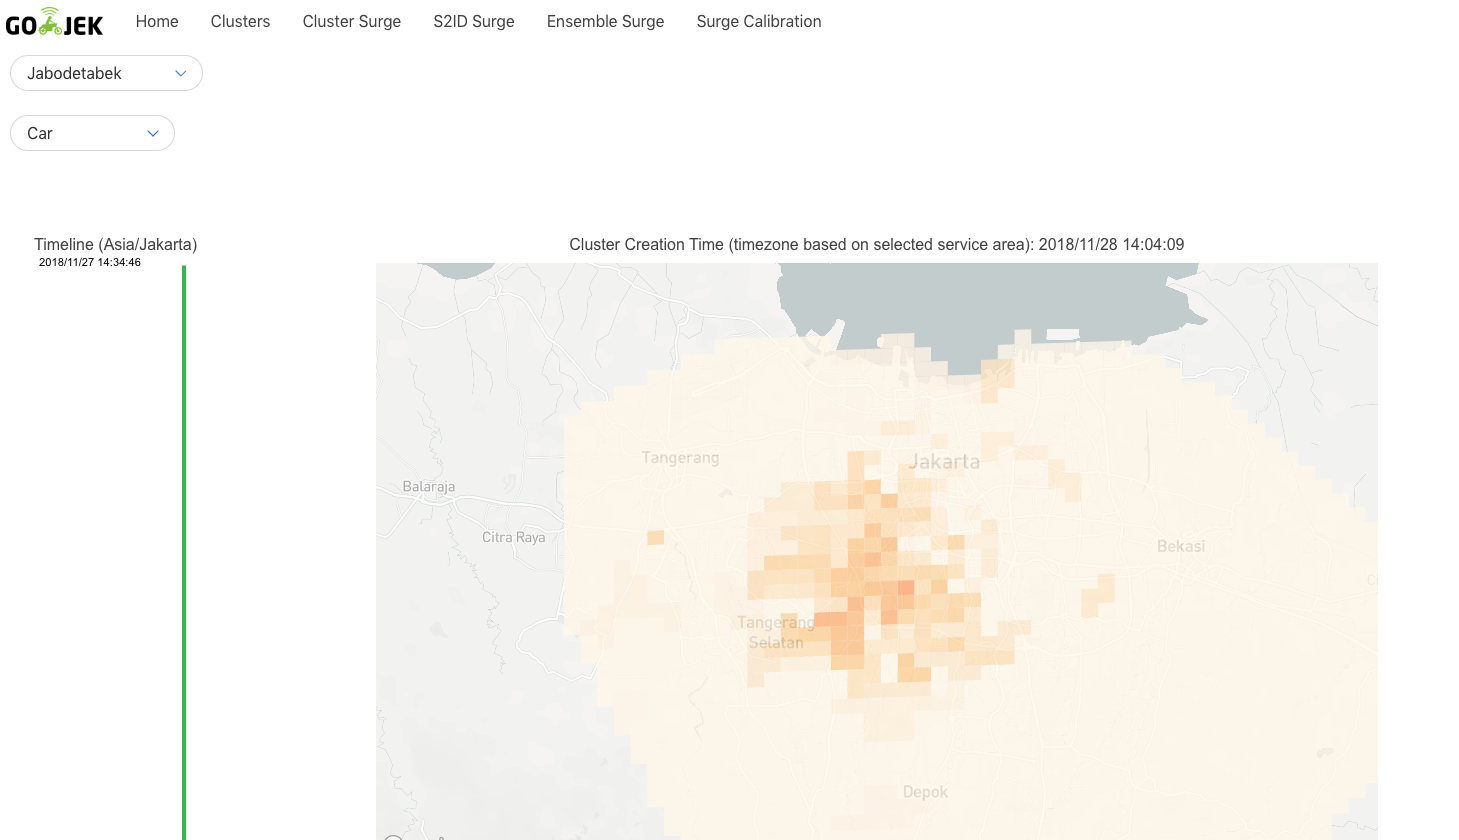 GO JEK Home Clusters Cluster Surge S2ID Surge Ensemble Surge Surge Calibration
Jabodetabek
Car
Timeline (Asia/Jakarta)
2018/11/27 14:34:46
Cluster Creation Time (timezone based on selected service area): 2018/11/28 14:04:09
Tangerang
Jakarta
Balaraja
Citra Raya
Bekasi
Tangerang
Selatan
Depok